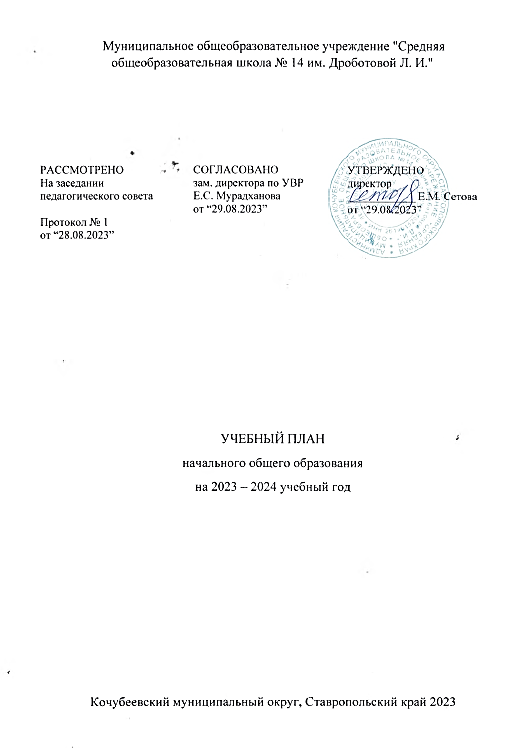 Муниципальное общеобразовательное учреждение "Средняя
общеобразовательная школа № 14 им. Дроботовой Л. И."
РАССМОТРЕНО
На заседании
педагогического совета
Протокол № 1
от “28.08.2023”
СОГЛАСОВАНО
зам. директора по УВР
Е.С. Мурадханова
от “29.08.2023”
УТВЕРЖДЕНО
директор
Е.М. Сетова
от “29.08.2023”
УЧЕБНЫЙ ПЛАН
начального общего образования
на 2023 – 2024 учебный год
Кочубеевский муниципальный округ, Ставропольский край 2023